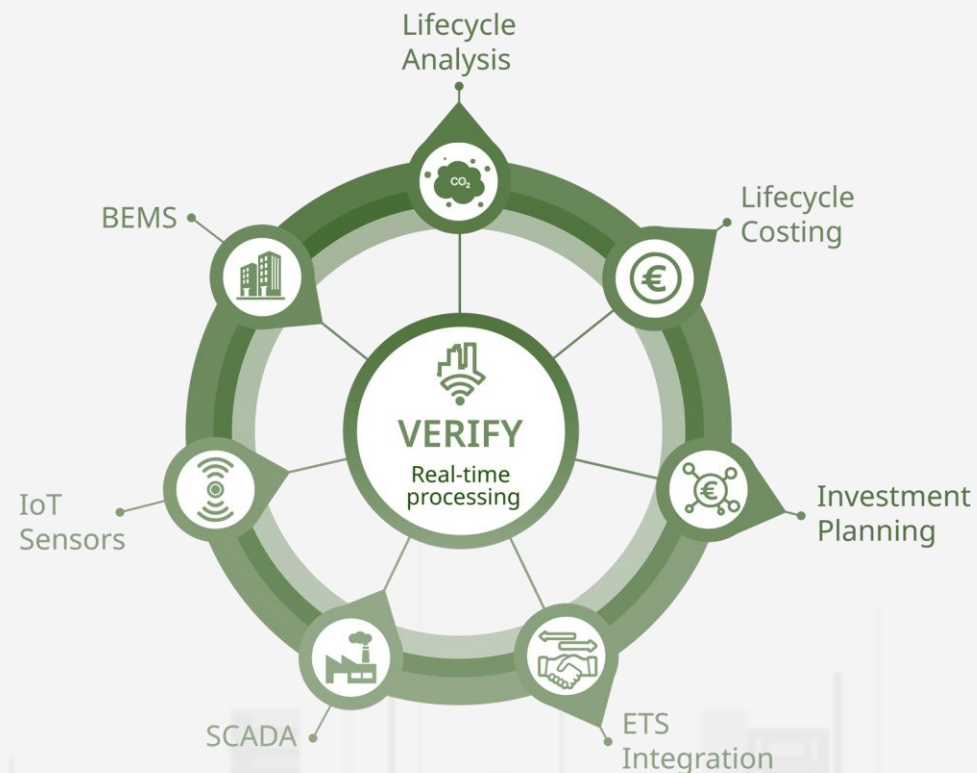 Lifecycle
Analysis
CO₂
BEMS
Lifecycle
Costing
€
VERIFY
Real-time
processing
IoT
Sensors
€
Investment
Planning
SCADA
ETS
Integration